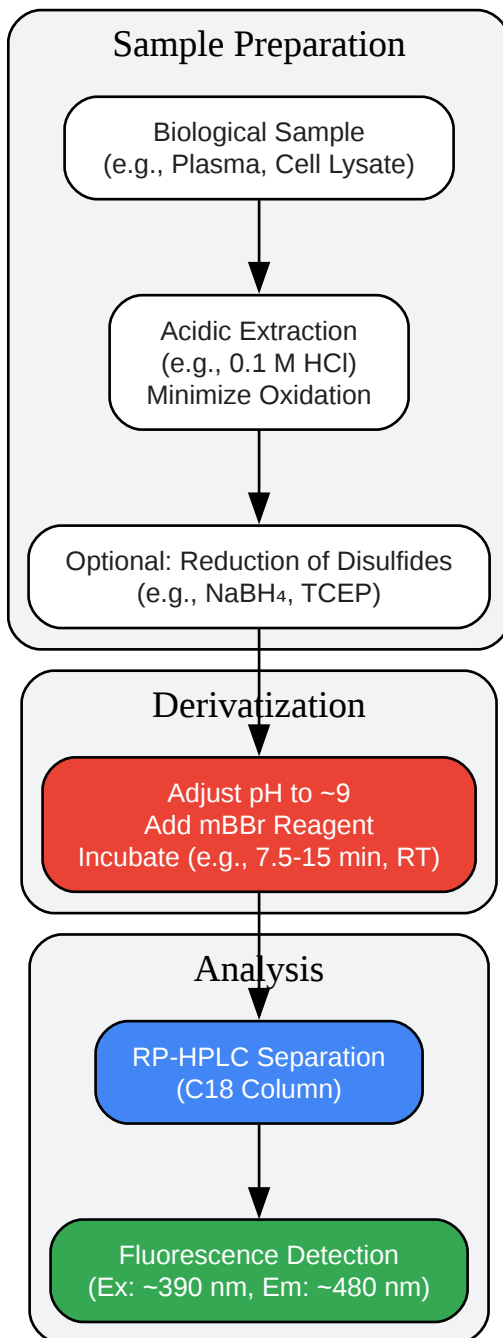 Sample Preparation
Biological Sample
(e.g., Plasma, Cell Lysate)
Acidic Extraction
(e.g., 0.1 M HCl)
Minimize Oxidation
Optional: Reduction of Disulfides
(e.g., NaBH₄, TCEP)
Derivatization
Adjust pH to ~9
Add mBBr Reagent
Incubate (e.g., 7.5-15 min, RT)
Analysis
RP-HPLC Separation
(C18 Column)
Fluorescence Detection
(Ex: ~390 nm, Em: ~480 nm)